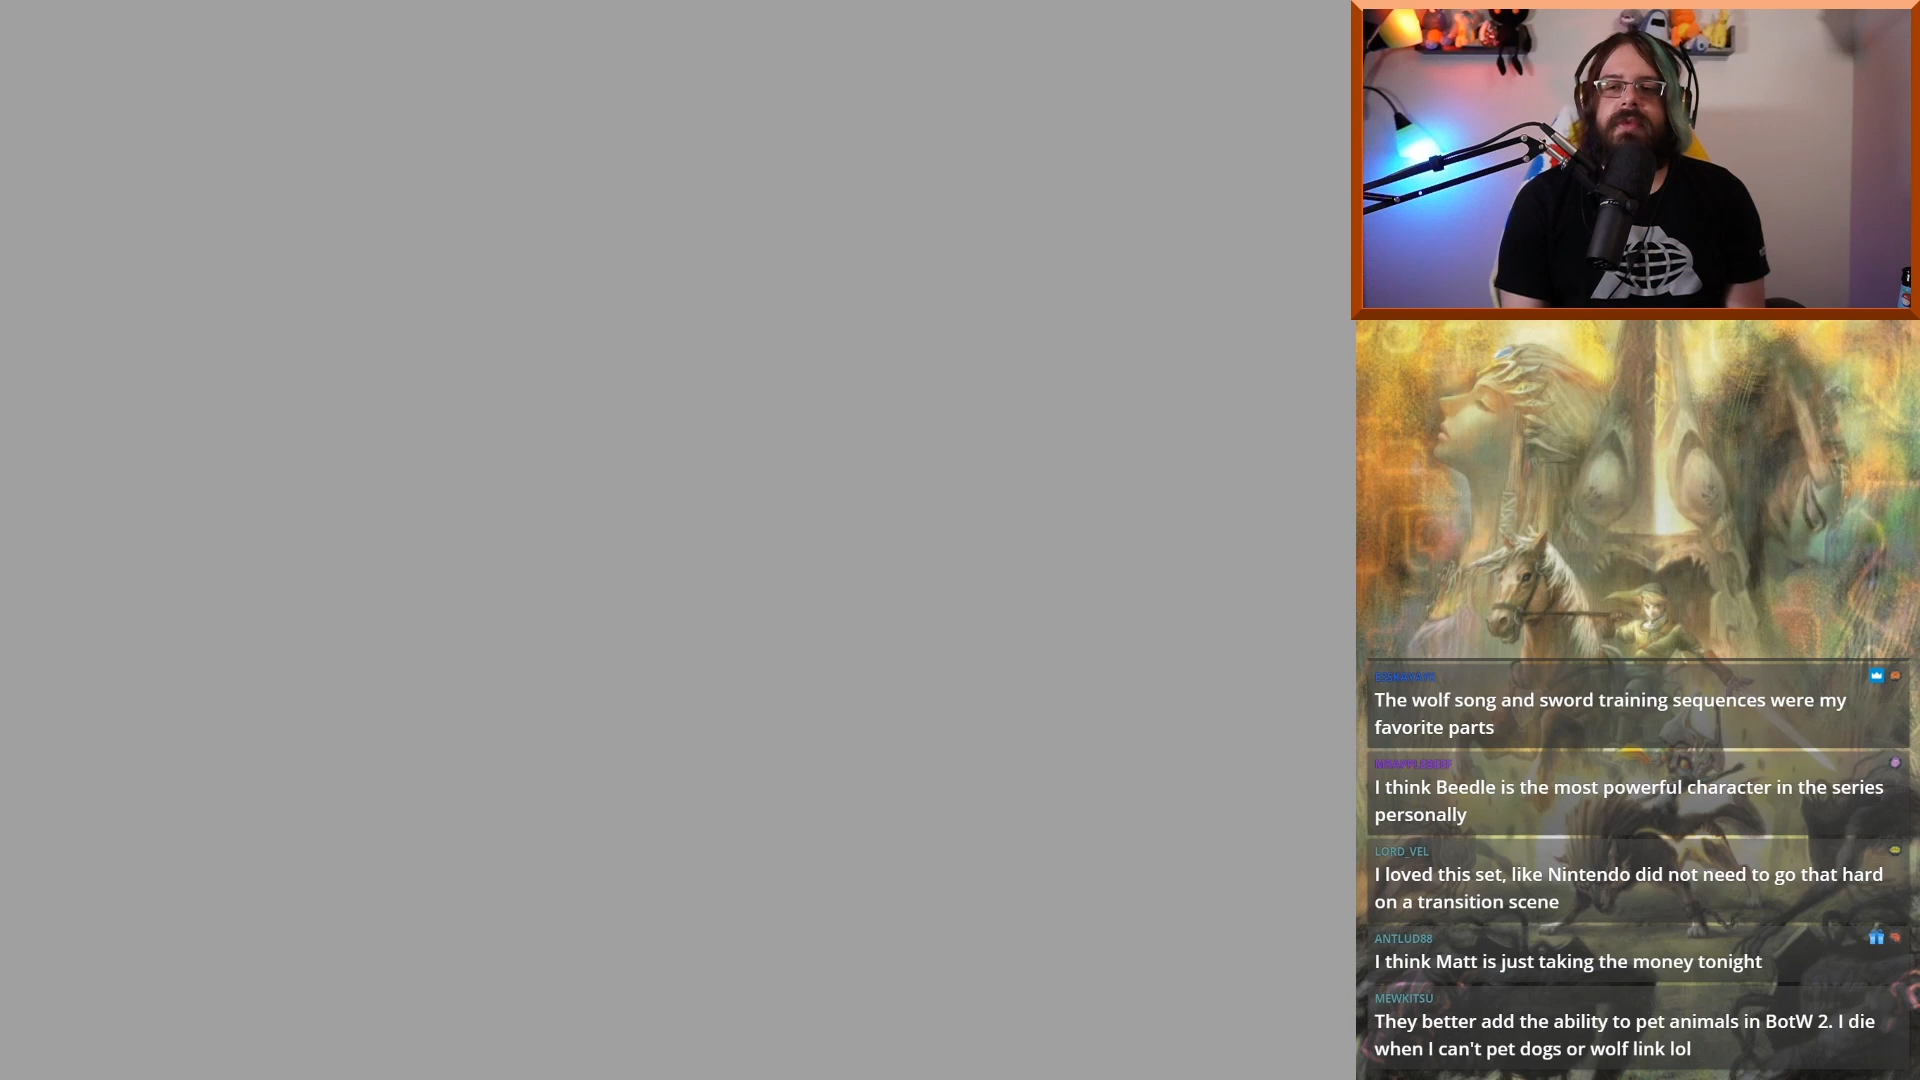 The wolf song and sword training sequences were my
favorite parts
MRAPPLEBEEF
I think Beedle is the most powerful character in the series
personally
LORD_VEL
I loved this set, like Nintendo did not need to go that hard
on a transition scene
ANTLUD88
I think Matt is just taking the money tonight
MEWKITSU
They better add the ability to pet animals in BotW 2. I die
when I can't pet dogs or wolf link lol